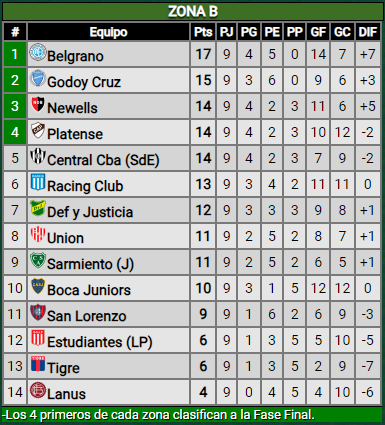 ZONA B
# Equipo Pts PJ PG PE PP GF GC DIF
1 Belgrano 17 9 4 5 0 14 7 +7
2 Godoy Cruz 15 9 3 6 0 9 6 +3
3 Newells 14 9 4 2 3 11 6 +5
4 Platense 14 9 4 2 3 10 12 -2
5 Central Cba (SdE) 14 9 4 2 3 7 9 -2
6 Racing Club 13 9 3 4 2 11 11 0
7 Def y Justicia 12 9 3 3 3 9 8 +1
8 Union 11 9 2 5 2 8 7 +1
9 Sarmiento (J) 11 9 2 5 2 6 5 +1
10 Boca Juniors 10 9 3 1 5 12 12 0
11 San Lorenzo 9 9 1 6 2 6 9 -3
12 Estudiantes (LP) 6 9 1 3 5 5 10 -5
13 Tigre 6 9 1 3 5 2 9 -7
14 Lanus 4 9 0 4 5 4 10 -6
-Los 4 primeros de cada zona clasifican a la Fase Final.